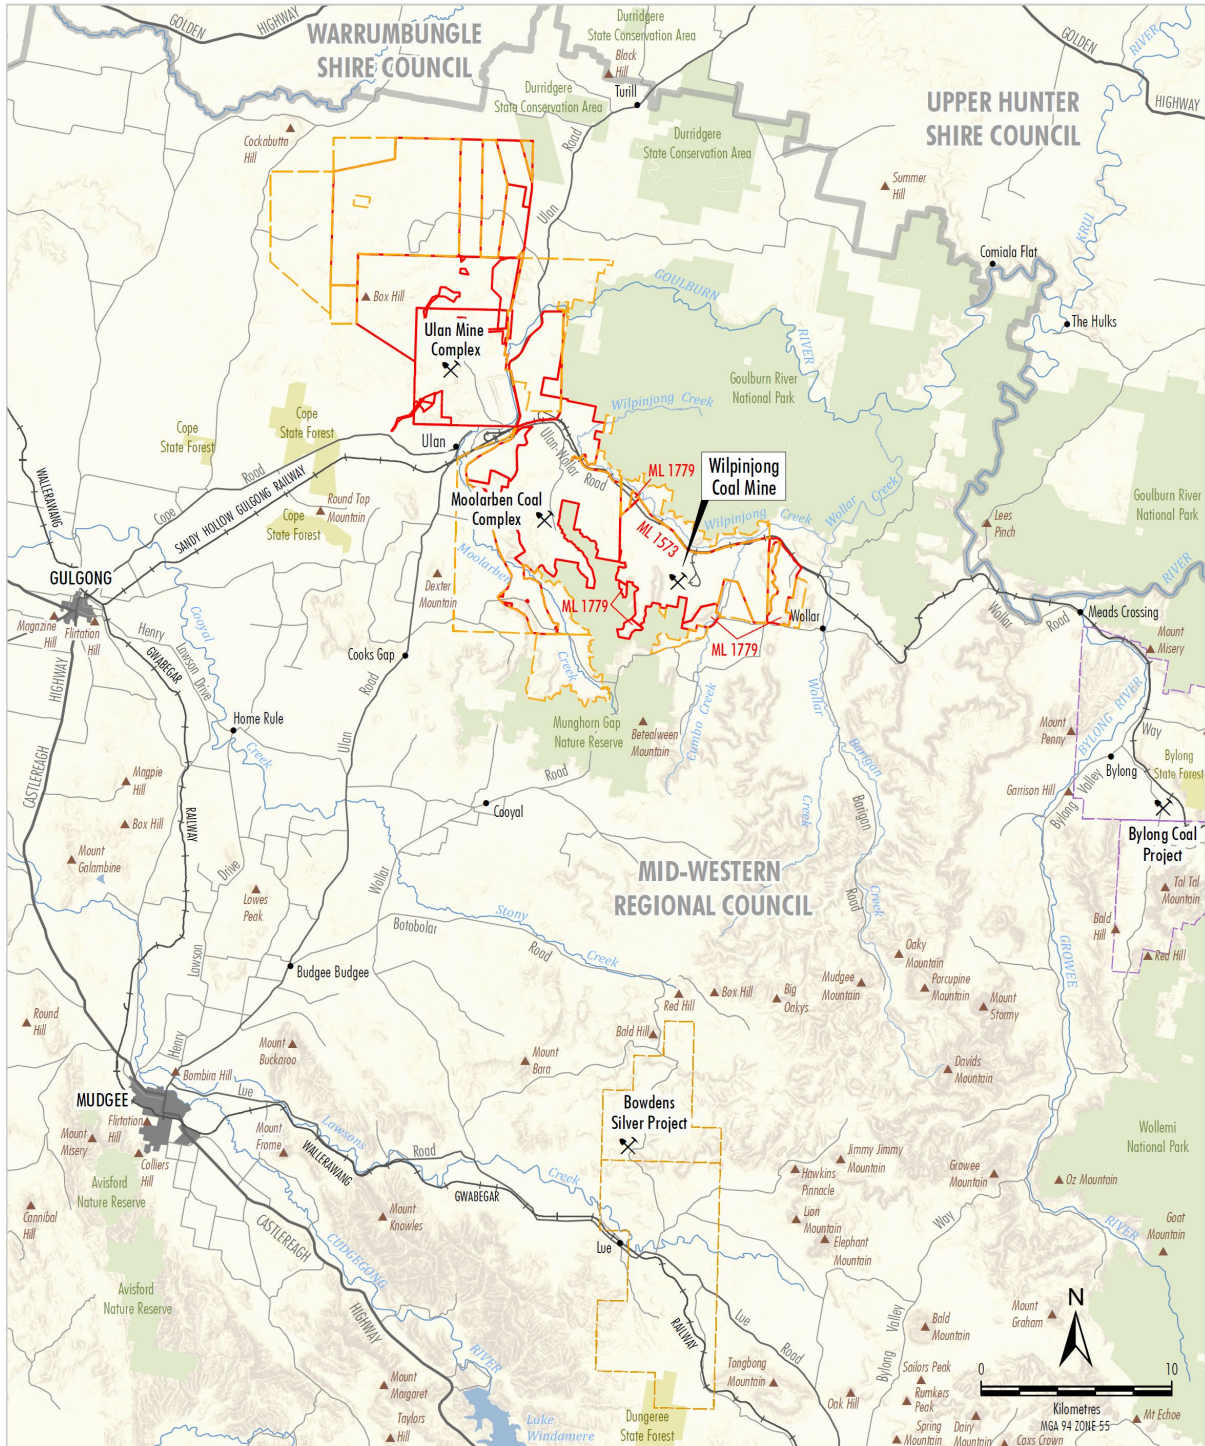 GOLDEN
HIGHWAY
WARRUMBUNGLE
SHIRE COUNCIL
Durridgere
State Conservation Area
Black
Hill
Turill
Durridgere
State Conservation Area
Durridgere
State Conservation Area
GOLDEN
RIVER
HIGHWAY
UPPER HUNTER
SHIRE COUNCIL
Cockabutta
Hill
Road
Ulan
Summer
Hill
KRUI
Comiala Flat
The Hulks
Box Hill
GOULBURN
RIVER
Ulan Mine
Complex
Goulburn River
National Park
Wilpinjong Creek
Cope
State Forest
Cope
State Forest
Ulan
Ulan-Wollar Road
ML 1779
Wilpinjong
Coal Mine
WALLERAWANG
Cope
Road
SANDY HOLLOW GULGONG RAILWAY
Round Top
Mountain
Cope
State Forest
Moolarben Coal
Complex
ML 1573
Wilpinjong
Creek
Wollar
Creek
Goulburn River
National Park
Lees
Pinch
RIVER
GULGONG
Moolarben
Creek
Dexter
Mountain
ML 1779
Wollar
ML 1779
Wollar
Road
Meads Crossing
Mount
Misery
Magazine
Hill
Flirtation
Hill
Henry
Lawson Drive
Cooyal
Creek
GWABEGAR
RAILWAY
HIGHWAY
CASTLEREAGH
Cooks Gap
Road
Ulan
Home Rule
Munghorn Gap
Nature Reserve
Betealween
Mountain
Cumbo Creek
Wollar
Creek
Barigan
Creek
Barigan
Road
BYLONG RIVER
Mount
Penny
Way
Bylong
Bylong
State Forest
Garrison Hill
Bylong Valley
Bylong Coal
Project
Magpie
Hill
Box Hill
Mount
Galambine
Road
Cooyal
MID-WESTERN
REGIONAL COUNCIL
Drive
Lowes
Peak
Wollar
Botobolar
Road
Stony
Creek
Lawson
Budgee Budgee
Tal Tal
Mountain
Bald
Hill
Red Hill
GROWEE
Oaky
Mountain
Mudgee
Mountain
Porcupine
Mountain
Mount
Stormy
Red Hill
Box Hill
Big
Oakys
Round
Hill
Henry
Mount
Buckaroo
Bald Hill
Mount
Bara
Davids
Mountain
Bombira Hill
MUDGEE
Lue
Flirtation
Hill
Mount
Misery
Colliers
Hill
Mount
Frome
Lawsons
Creek
Road
WALLERAWANG
GWABEGAR
Bowdens
Silver Project
Wollemi
National Park
Jimmy Jimmy
Mountain
Hawkins
Pinnacle
Growee
Mountain
Oz Mountain
Avisford
Nature Reserve
Cannibal
Hill
Mount
Knowles
Lion
Mountain
Elephant
Mountain
Way
RIVER
Goat
Mountain
CASTLEREAGH
HIGHWAY
CUDGEGONG
RIVER
Lue
Avisford
Nature Reserve
RAILWAY
Lue
Road
Bylong
Valley
Bald
Mountain
Mount
Graham
N
0
10
Kilometres
MGA 94 ZONE 55
Mount
Margaret
Taylors
Hill
Tongbong
Mountain
Oak Hill
Sailors Peak
Rumkers
Peak
Spring
Mountain
Dairy
Mountain
Coxs Crown
Mt Echoe
Lake
Windamere
Dungeree
State Forest